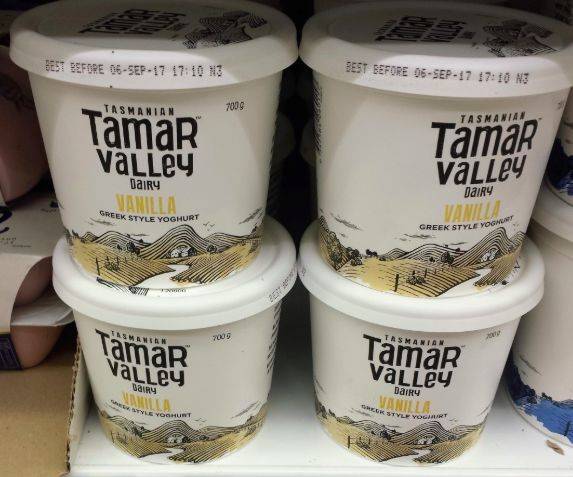 BEST BEFORE 06-SEP-17 17:10 N3
TASMANIAN
TAMAR
VALLEY
DAIRY
VANILLA
GREEK STYLE YOGHURT
700g
BEST BEFORE 06-SEP-17 17:10 N3
TASMANIAN
TAMAR
VALLEY
DAIRY
VANILLA
GREEK STYLE YOGHURT
TASMANIAN
TAMAR
VALLEY
DAIRY
VANILLA
GREEK STYLE YOGHURT
700g
BEST BEFORE
TASMANIAN
TAMAR
VALLEY
DAIRY
VANILLA
GREEK STYLE YOGHURT
700g